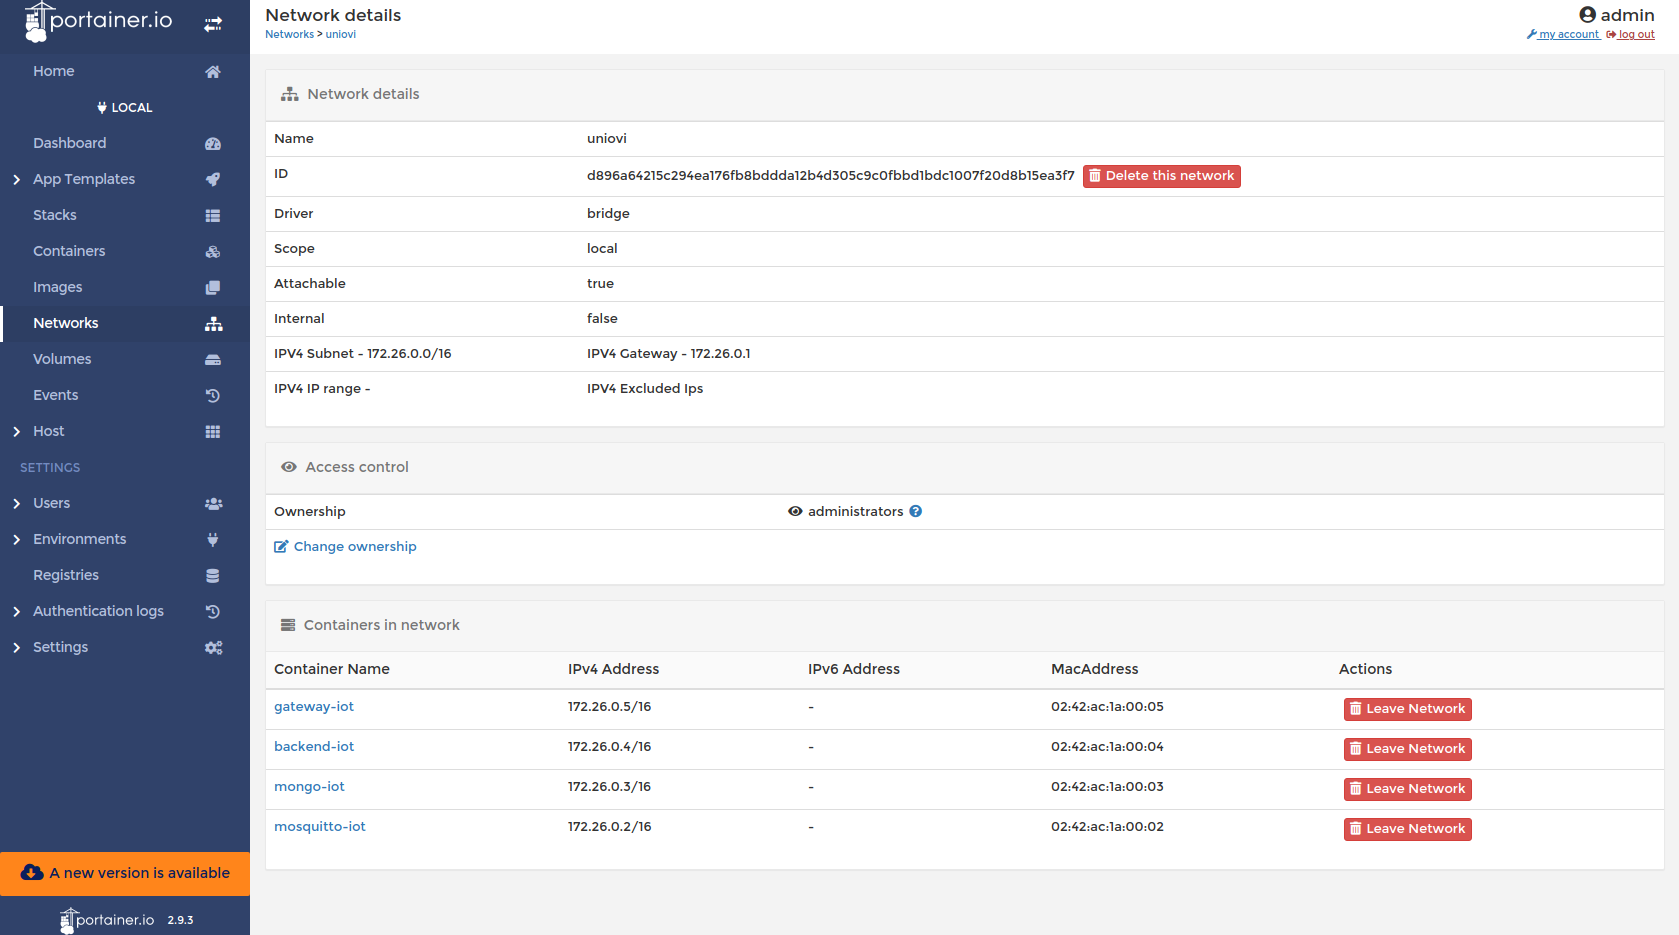 portainer.io
Home
LOCAL
Dashboard
App Templates
Stacks
Containers
Images
Networks
Volumes
Events
Host
SETTINGS
Users
Environments
Registries
Authentication logs
Settings
A new version is available
portainer.io 2.9.3
Network details
Networks > uniovi
admin
my account log out
Network details
Name uniovi
ID d896a64215c294ea176fb8bddda12b4d305c9c0fbbd1bdc1007f20d8b15ea3f7 Delete this network
Driver bridge
Scope local
Attachable true
Internal false
IPV4 Subnet - 172.26.0.0/16 IPV4 Gateway - 172.26.0.1
IPV4 IP range - IPV4 Excluded Ips
Access control
Ownership administrators ?
Change ownership
Containers in network
Container Name IPv4 Address IPv6 Address MacAddress Actions
gateway-iot 172.26.0.5/16 - 02:42:ac:1a:00:05 Leave Network
backend-iot 172.26.0.4/16 - 02:42:ac:1a:00:04 Leave Network
mongo-iot 172.26.0.3/16 - 02:42:ac:1a:00:03 Leave Network
mosquitto-iot 172.26.0.2/16 - 02:42:ac:1a:00:02 Leave Network